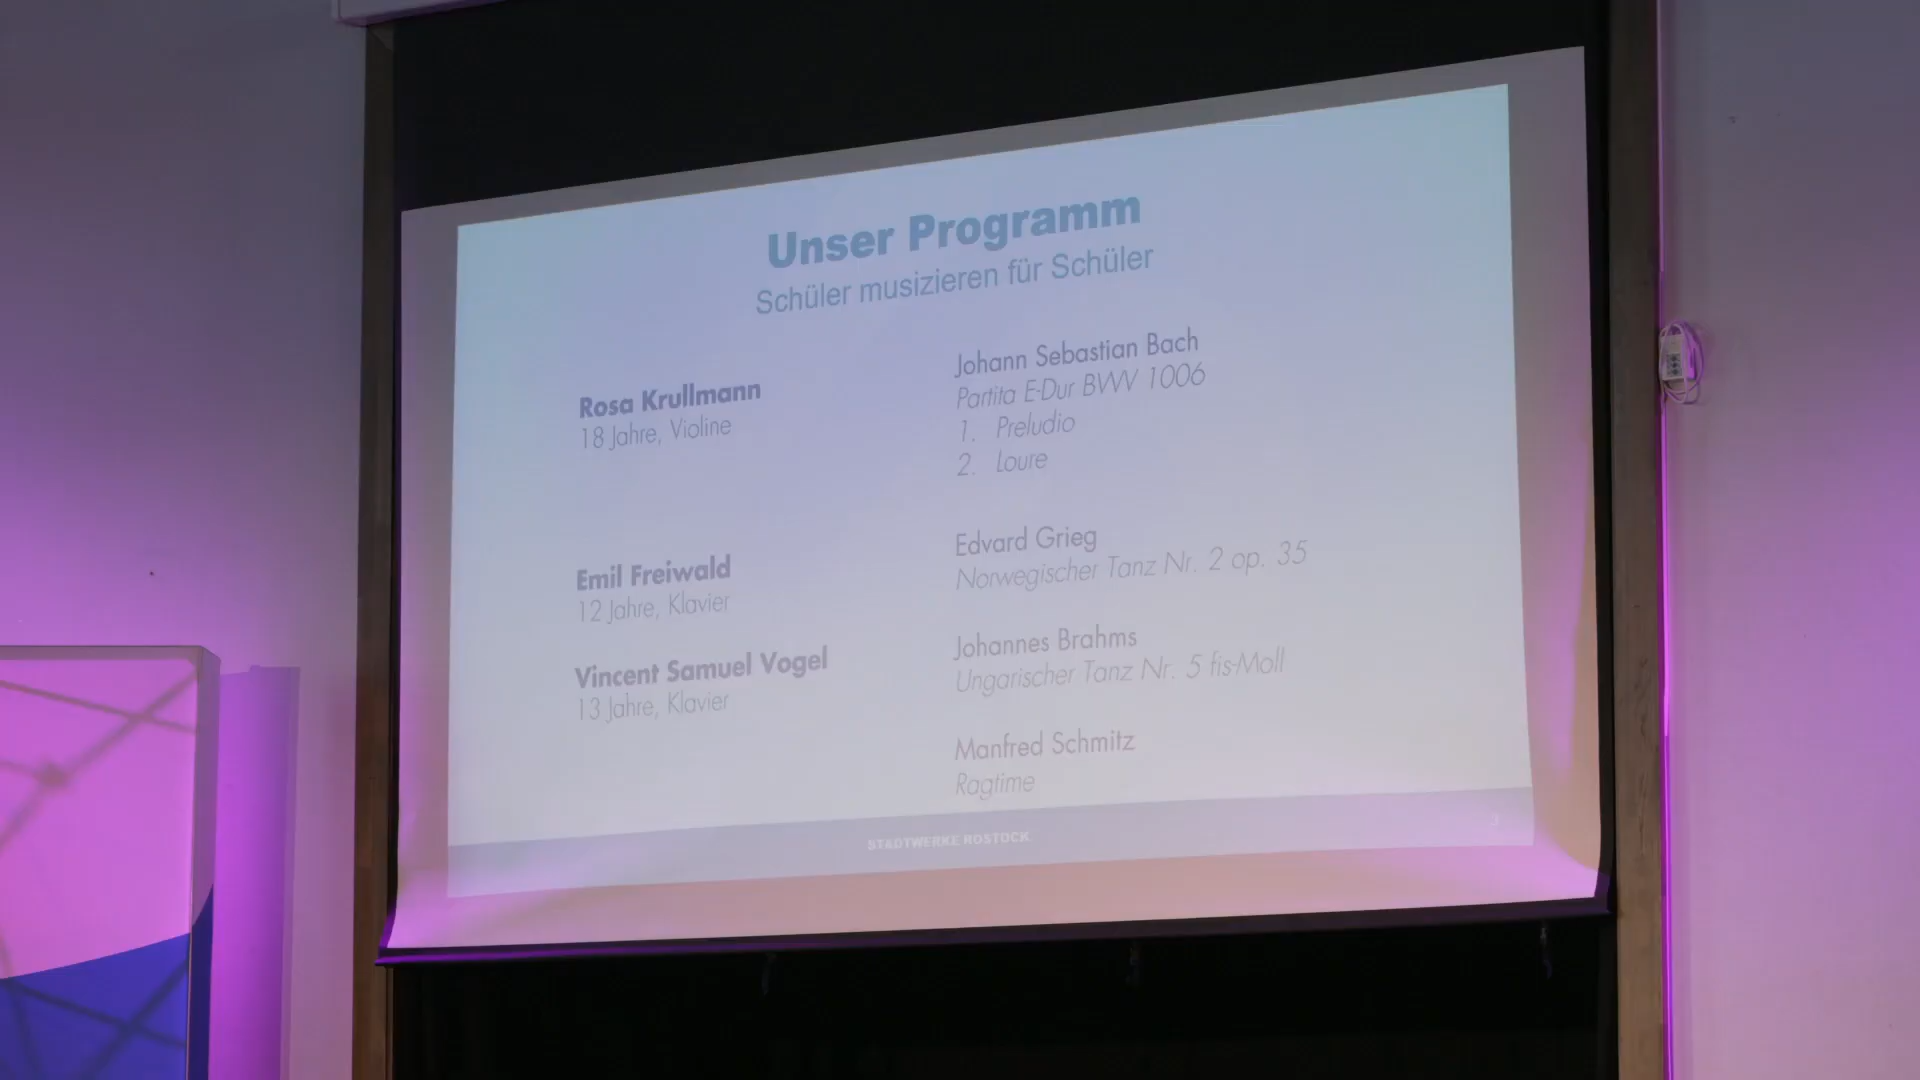 Unser Programm
Schüler musizieren für Schüler
Rosa Krullmann
18 Jahre, Violine
Johann Sebastian Bach
Partita E-Dur BWV 1006
1. Preludio
2. Loure
Emil Freiwald
12 Jahre, Klavier
Edvard Grieg
Norwegischer Tanz Nr. 2 op. 35
Vincent Samuel Vogel
13 Jahre, Klavier
Johannes Brahms
Ungarischer Tanz Nr. 5 fis-Moll
Manfred Schmitz
Ragtime
STADTWERKE ROSTOCK
3